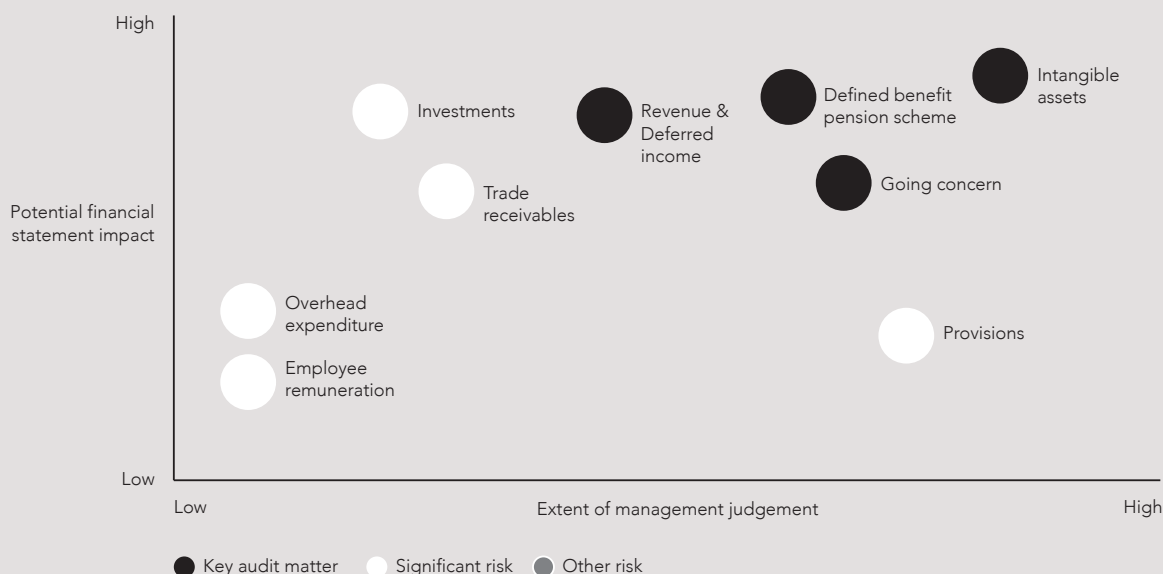 High
Investments
Revenue &
Deferred
income
Defined benefit
pension scheme
Intangible
assets
Trade
receivables
Going concern
Potential financial
statement impact
Overhead
expenditure
Employee
remuneration
Provisions
Low
Low
Extent of management judgement
High
Key audit matter
Significant risk
Other risk